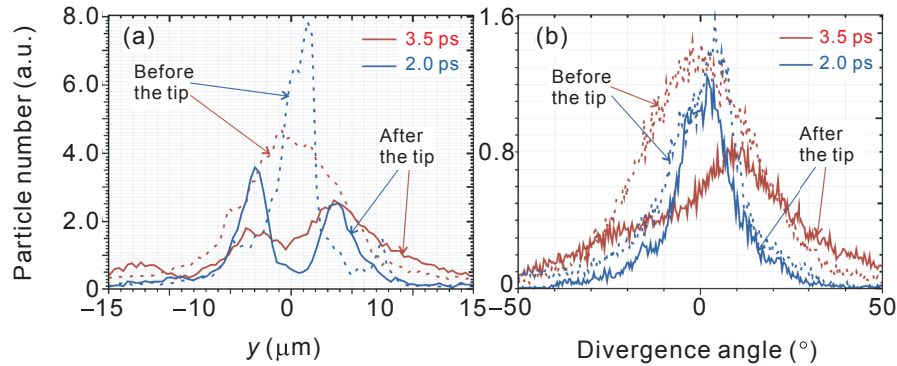 (a)
3.5 ps
2.0 ps
Before
the tip
After
the tip
Particle number (a.u.)
8.0
6.0
4.0
2.0
0
−15
−10
0
10
15
y (μm)
(b)
3.5 ps
2.0 ps
Before
the tip
After
the tip
1.6
0.8
0
−50
0
50
Divergence angle (°)